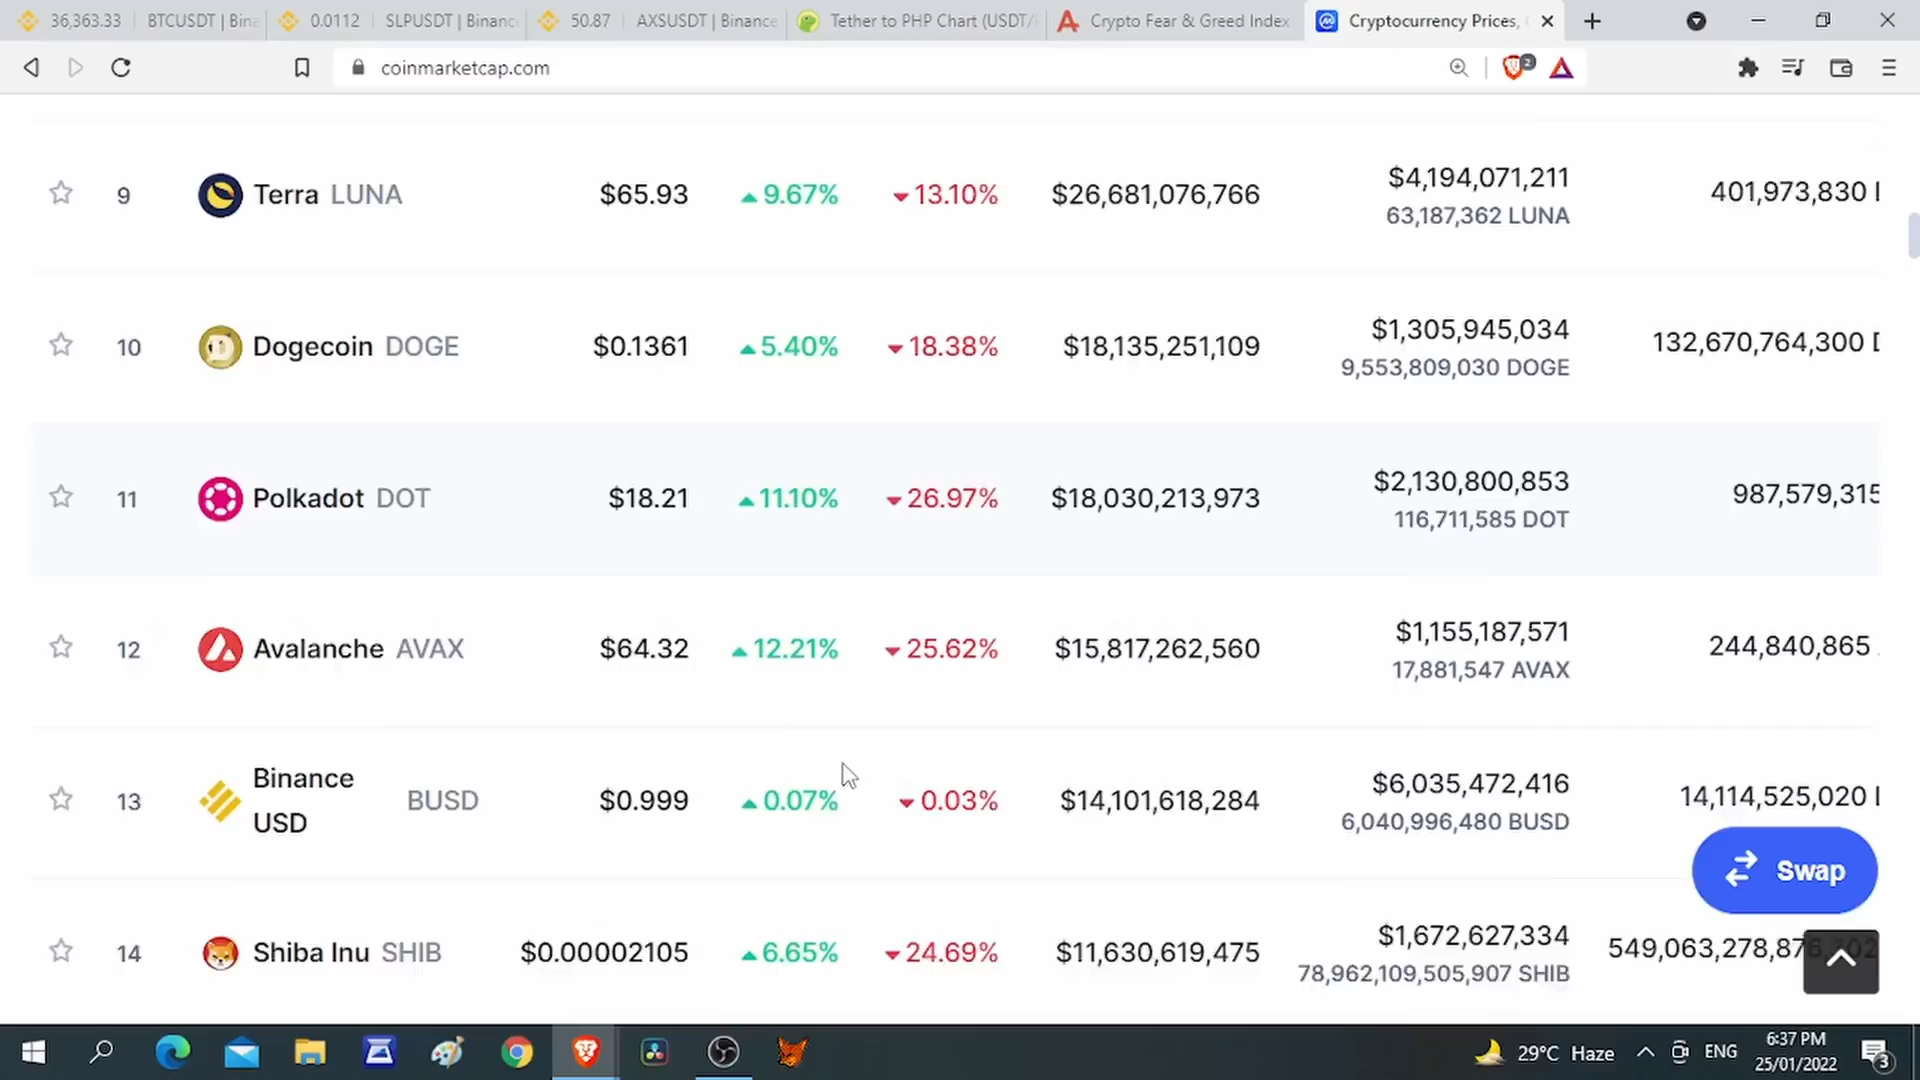 36,363.33 | BTCUSDT | Bina
0.0112 | SLPUSDT | Binanc
50.87 | AXSUSDT | Binance
Tether to PHP Chart (USDT/
Crypto Fear & Greed Index
Cryptocurrency Prices,
coinmarketcap.com
2
9 Terra LUNA $65.93 9.67% 13.10% $26,681,076,766 $4,194,071,211 401,973,830
63,187,362 LUNA
10 Dogecoin DOGE $0.1361 5.40% 18.38% $18,135,251,109 $1,305,945,034 132,670,764,300
9,553,809,030 DOGE
11 Polkadot DOT $18.21 11.10% 26.97% $18,030,213,973 $2,130,800,853 987,579,315
116,711,585 DOT
12 Avalanche AVAX $64.32 12.21% 25.62% $15,817,262,560 $1,155,187,571 244,840,865
17,881,547 AVAX
13 Binance USD BUSD $0.999 0.07% 0.03% $14,101,618,284 $6,035,472,416 14,114,525,020
6,040,996,480 BUSD
Swap
14 Shiba Inu SHIB $0.00002105 6.65% 24.69% $11,630,619,475 $1,672,627,334
78,962,109,505,907 SHIB
29°C Haze ENG 6:37 PM
25/01/2022
3